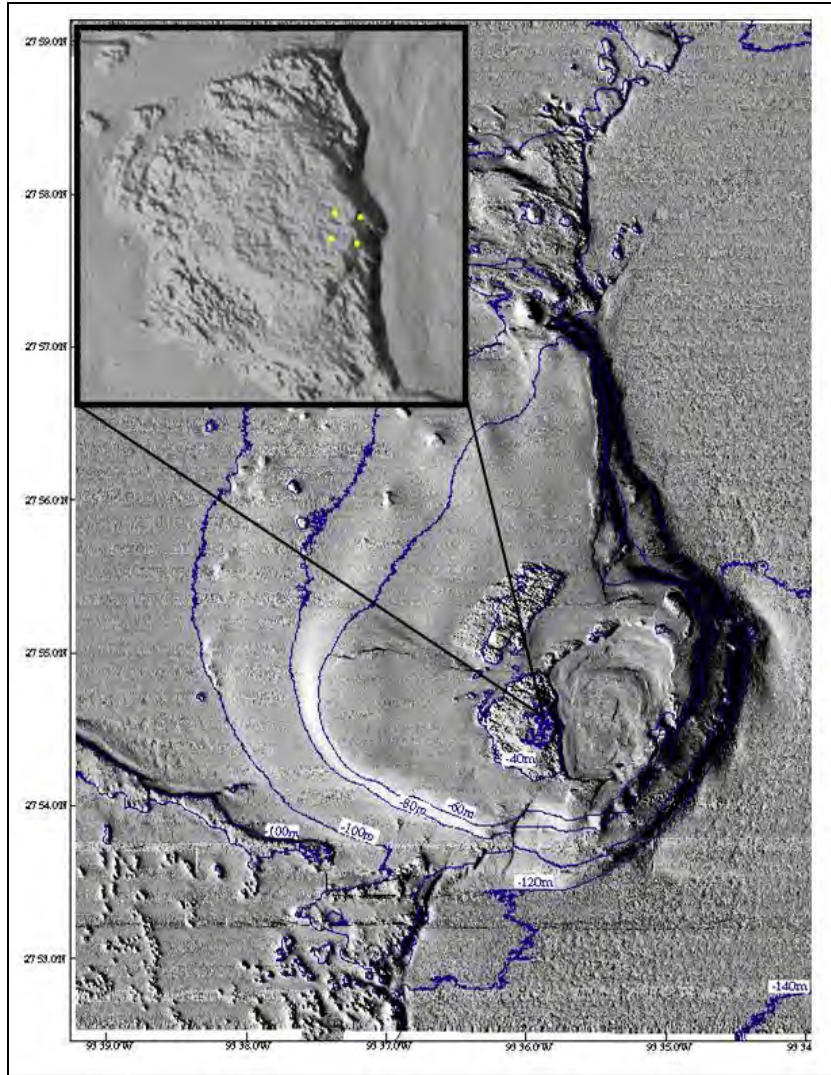 27 59.0'N
27 58.0'N
27 57.0'N
27 56.0'N
27 55.0'N
-40m
-60m
-80m
27 54.0'N
-100m
-100m
-120m
27 53.0'N
-140m
93 39.0'W
93 38.0'W
93 37.0'W
93 36.0'W
93 35.0'W
93 34